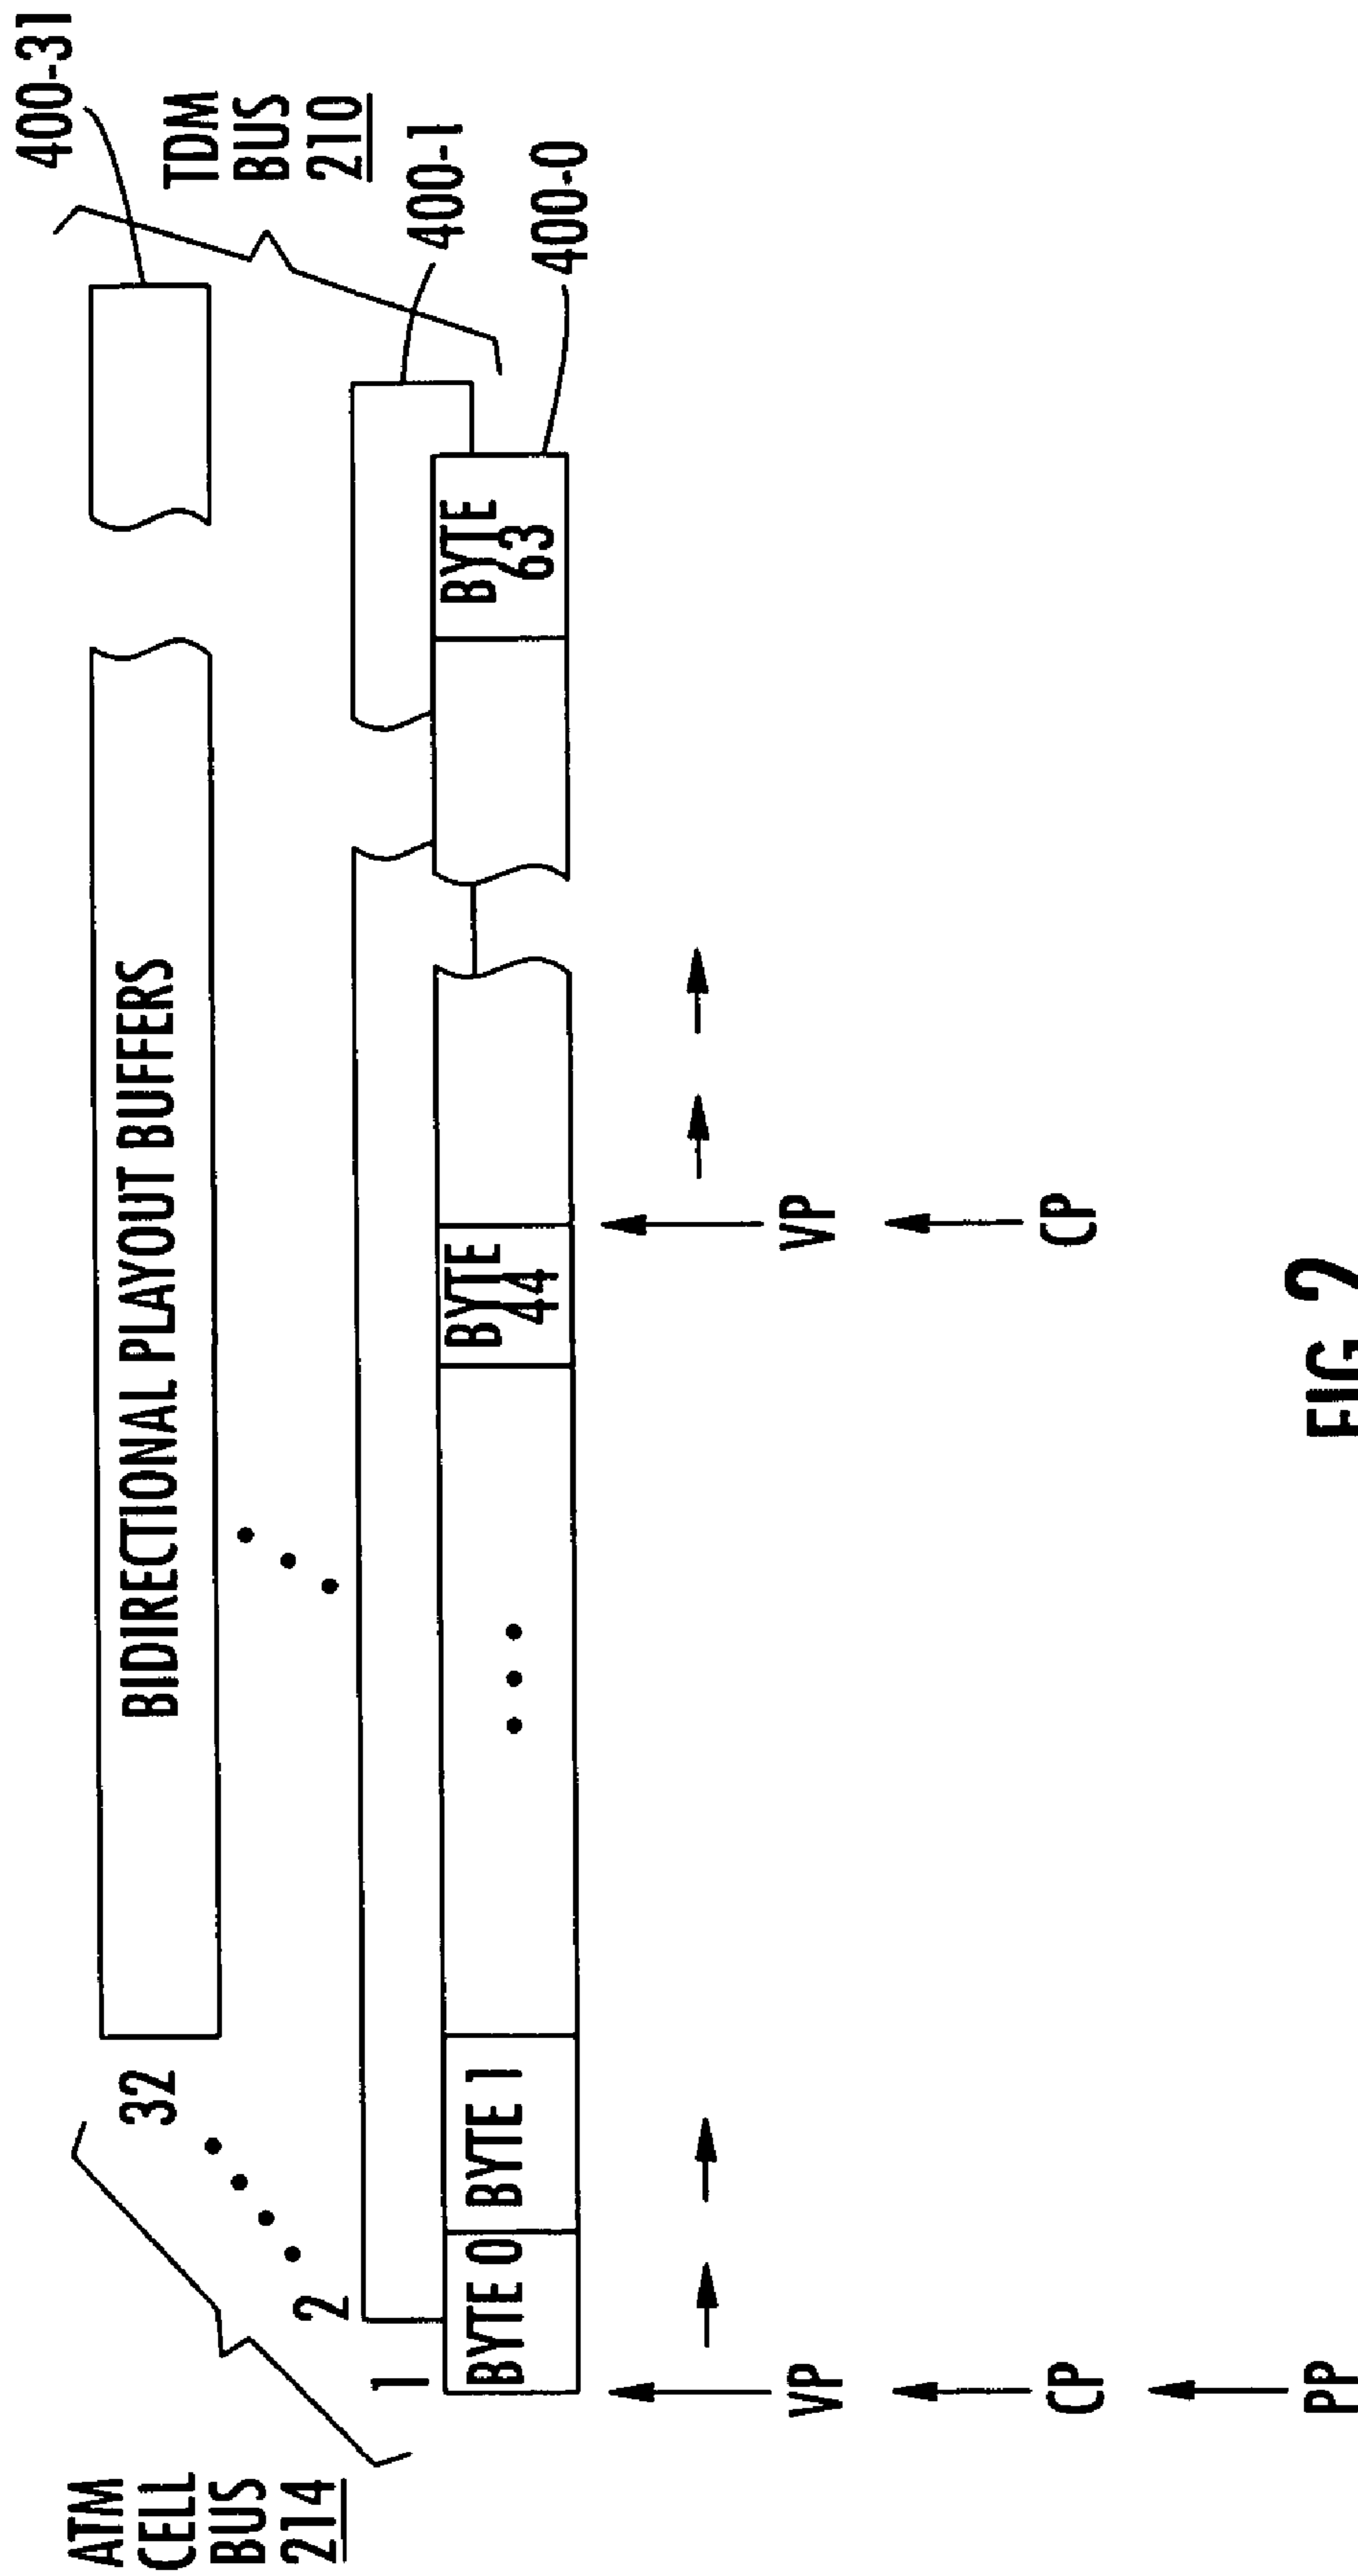 400-31
TDM
BUS
210
400-1
400-0
BIDIRECTIONAL PLAYOUT BUFFERS
ATM
CELL
BUS
214
32
2
1
BYTE 0
BYTE 1
BYTE
44
BYTE
63
VP
CP
PP
VP
CP
FIG. 2